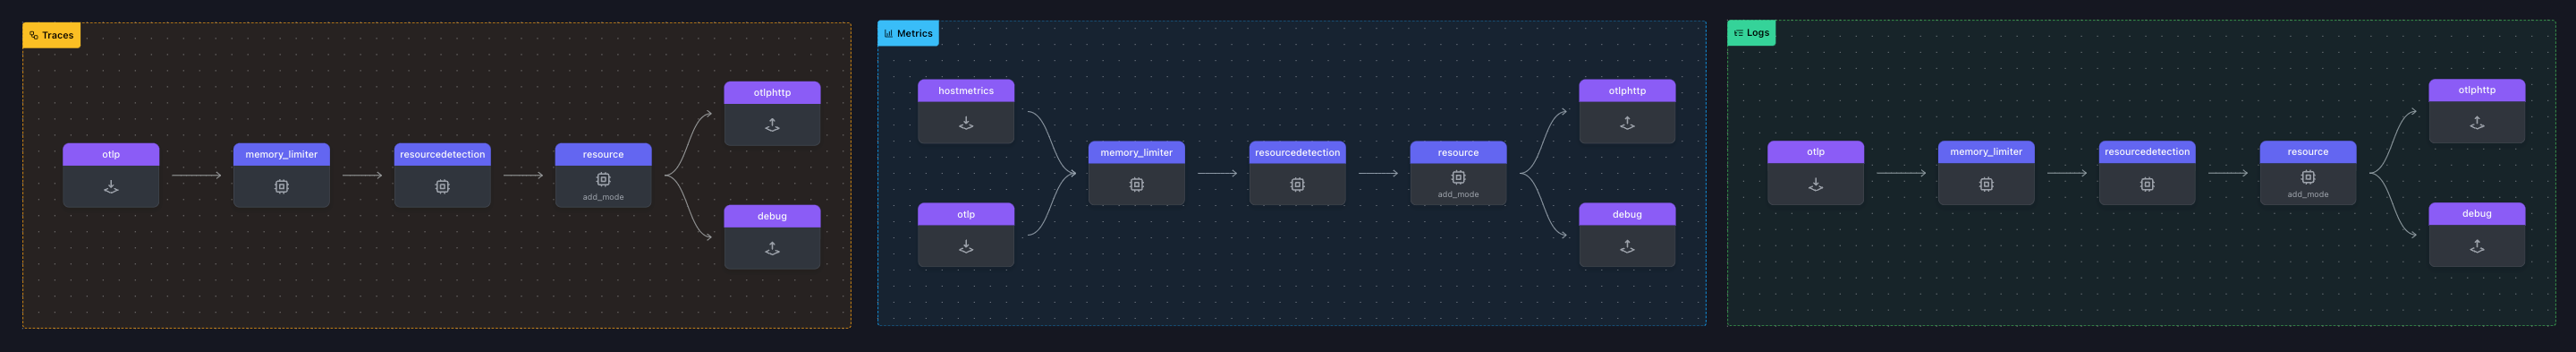 Traces
otlp
memory_limiter
resourcedetection
resource
add_mode
otlphttp
debug
Metrics
hostmetrics
otlp
memory_limiter
resourcedetection
resource
add_mode
otlphttp
debug
Logs
otlp
memory_limiter
resourcedetection
resource
add_mode
otlphttp
debug